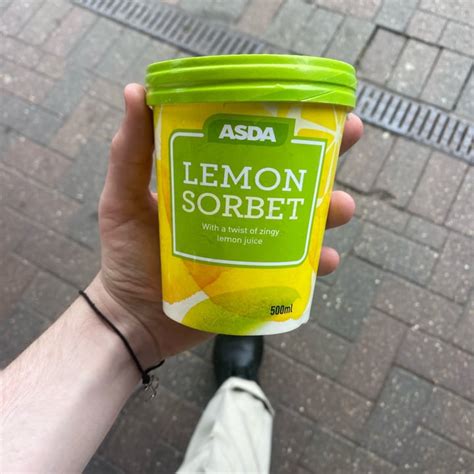 ASDA
LEMON
SORBET
With a twist of zingy
lemon juice
500ml